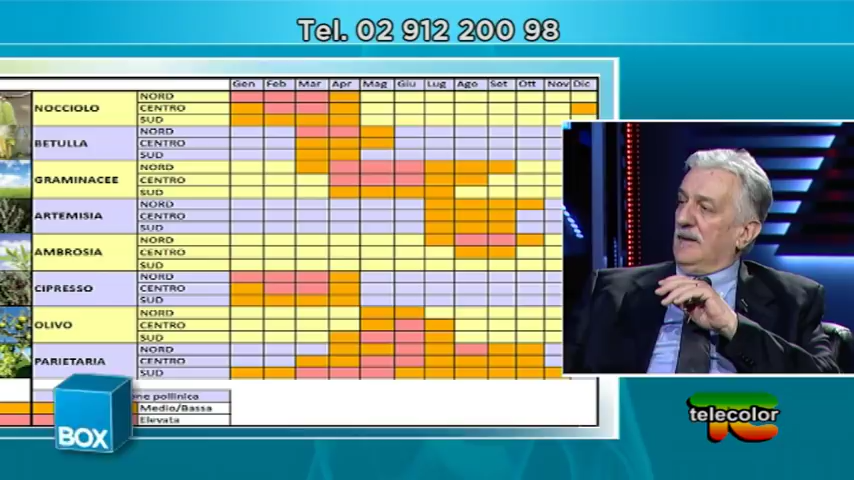 Tel. 02 912 200 98
Gen Feb Mar Apr Mag Giu Lug Ago Set Ott Nov Dic
NOCCIOLO
NORD
CENTRO
SUD
BETULLA
NORD
CENTRO
SUD
GRAMINACEE
NORD
CENTRO
SUD
ARTEMISIA
NORD
CENTRO
SUD
AMBROSIA
NORD
CENTRO
SUD
CIPRESSO
NORD
CENTRO
SUD
OLIVO
NORD
CENTRO
SUD
PARIETARIA
NORD
CENTRO
SUD
pollinica
Medio/Bassa
Elevata
BOX
telecolor